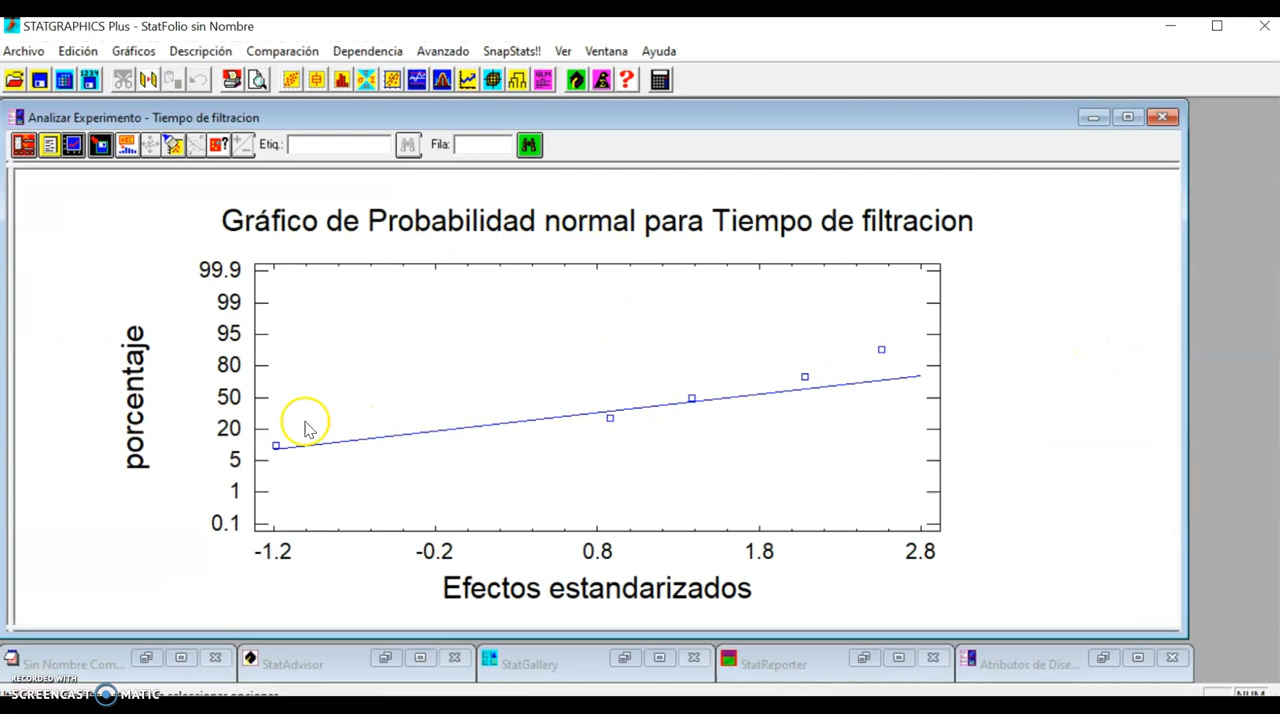 STATGRAPHICS Plus - StatFolio sin Nombre
Archivo Edición Gráficos Descripción Comparación Dependencia Avanzado SnapStats!! Ver Ventana Ayuda
Analizar Experimento - Tiempo de filtracion
Etiq.: Fila:
Gráfico de Probabilidad normal para Tiempo de filtracion
99.9
99
95
80
50
20
5
1
0.1
porcentaje
-1.2 -0.2 0.8 1.8 2.8
Efectos estandarizados
Sin Nombre Com... StatAdvisor StatGallery StatReporter Atributos de Dise...
RECORDED WITH
SCREENCAST MATIC
seleccionar opciones
NUM